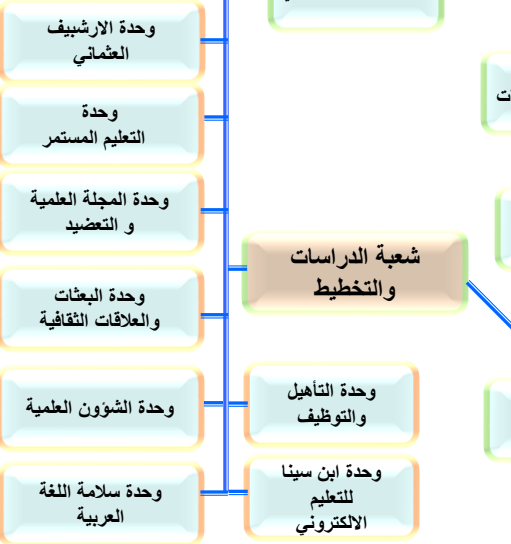 وحدة الارشييف
العثماني
وحدة
التعليم المستمر
وحدة المجلة العلمية
و التعضيد
شعبة الدراسات
والتخطيط
وحدة البعثات
والعلاقات الثقافية
وحدة التأهيل
والتوظيف
وحدة الشؤون العلمية
وحدة ابن سينا
للتعليم
الالكتروني
وحدة سلامة اللغة
العربية